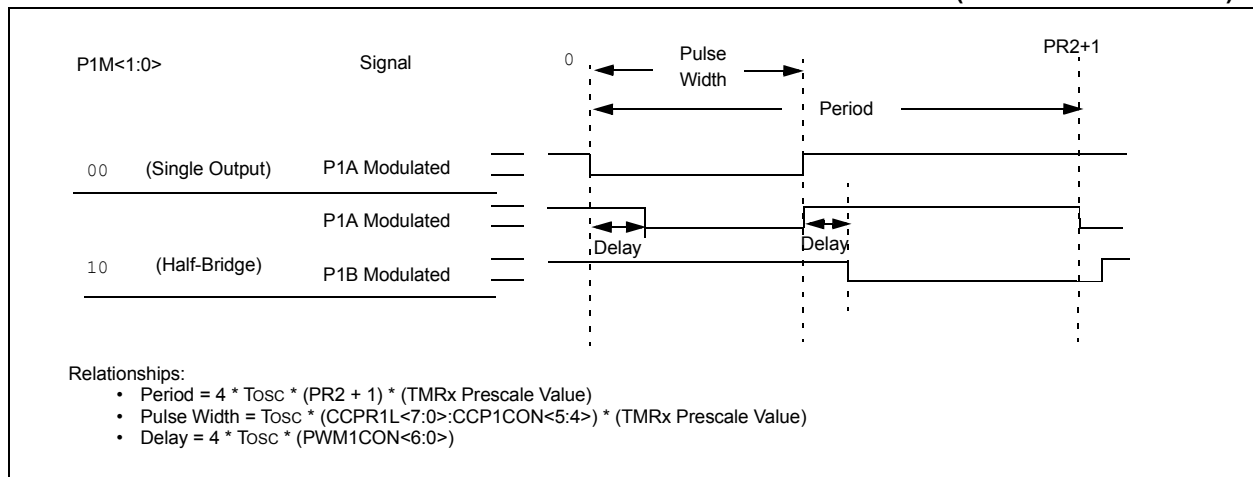 P1M<1:0>
Signal
0
Pulse
Width
PR2+1
Period
00 (Single Output) P1A Modulated
P1A Modulated
Delay
Delay
10 (Half-Bridge) P1B Modulated
Relationships:
• Period = 4 * TOSC * (PR2 + 1) * (TMRx Prescale Value)
• Pulse Width = TOSC * (CCPR1L<7:0>:CCP1CON<5:4>) * (TMRx Prescale Value)
• Delay = 4 * TOSC * (PWM1CON<6:0>)